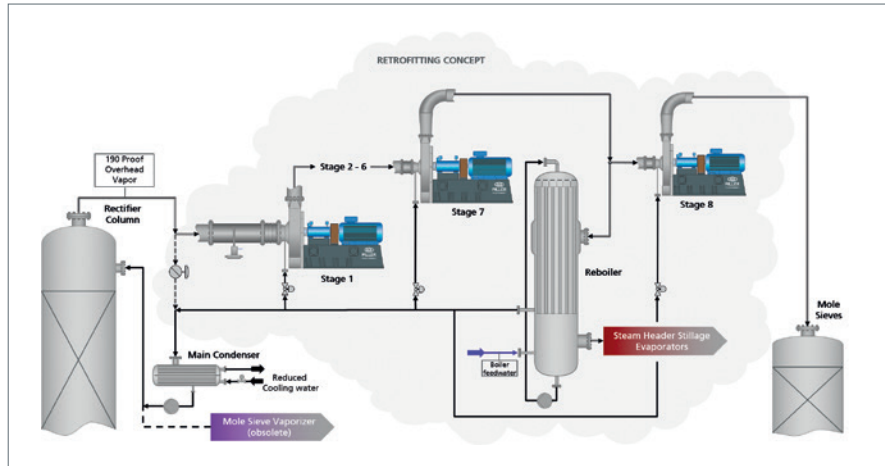 RETROFITTING CONCEPT
190 Proof
Overhead
Vapor
Rectifier
Column
Stage 2 - 6
Stage 7
Stage 8
Stage 1
Reboiler
Mole
Sieves
Main Condenser
Reduced
Cooling water
Steam Header Stillage
Evaporators
Boiler
feedwater
Mole Sieve Vaporizer
(obsolete)